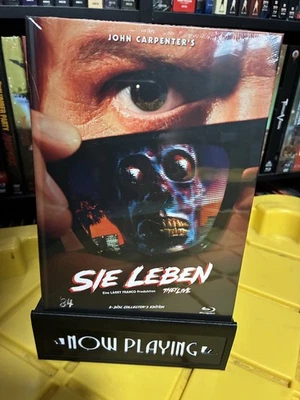 JOHN CARPENTER'S
SIE LEBEN
Eine LARRY FRANCO Produktion THEY LIVE
84
2-DISC COLLECTOR'S EDITION
NOW PLAYING